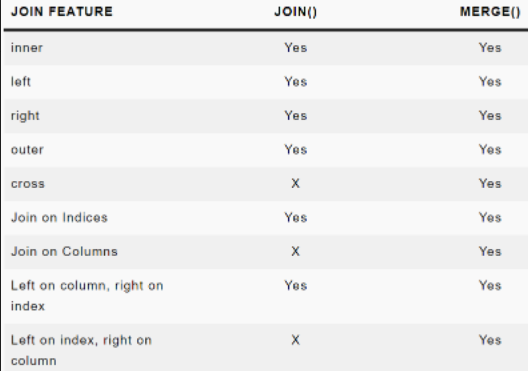 JOIN FEATURE JOIN() MERGE()
inner Yes Yes
left Yes Yes
right Yes Yes
outer Yes Yes
cross X Yes
Join on Indices Yes Yes
Join on Columns X Yes
Left on column, right on Yes Yes
index
Left on index, right on X Yes
column